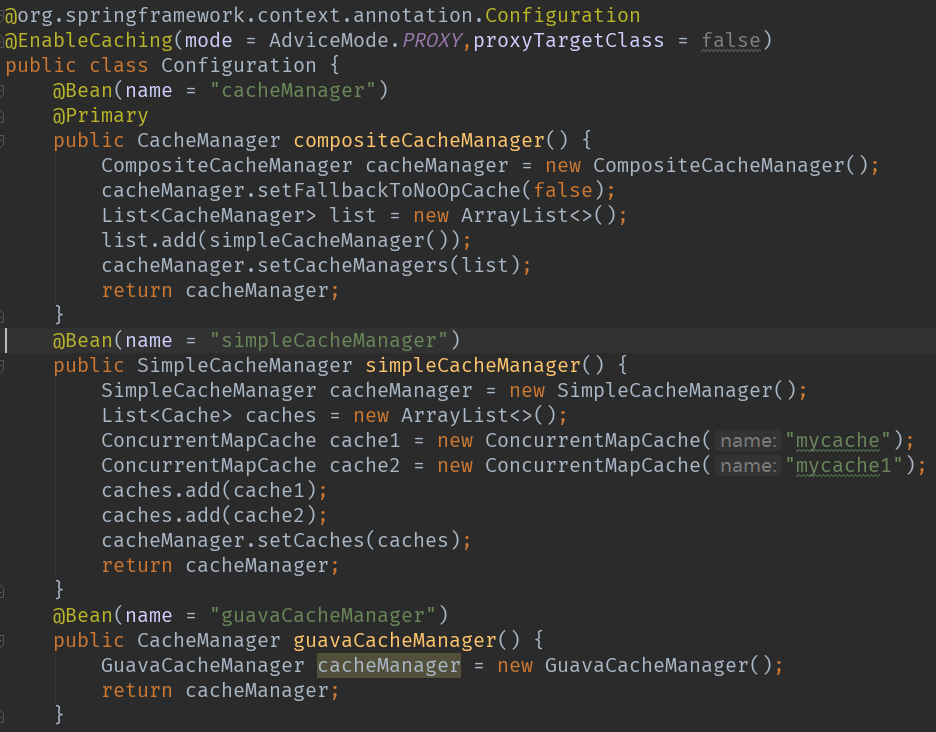 @org.springframework.context.annotation.Configuration
@EnableCaching(mode = AdviceMode.PROXY,proxyTargetClass = false)
public class Configuration {
    @Bean(name = "cacheManager")
    @Primary
    public CacheManager compositeCacheManager() {
        CompositeCacheManager cacheManager = new CompositeCacheManager();
        cacheManager.setFallbackToNoOpCache(false);
        List<CacheManager> list = new ArrayList<>();
        list.add(simpleCacheManager());
        cacheManager.setCacheManagers(list);
        return cacheManager;
    }
    @Bean(name = "simpleCacheManager")
    public SimpleCacheManager simpleCacheManager() {
        SimpleCacheManager cacheManager = new SimpleCacheManager();
        List<Cache> caches = new ArrayList<>();
        ConcurrentMapCache cache1 = new ConcurrentMapCache( name: "mycache");
        ConcurrentMapCache cache2 = new ConcurrentMapCache( name: "mycache1");
        caches.add(cache1);
        caches.add(cache2);
        cacheManager.setCaches(caches);
        return cacheManager;
    }
    @Bean(name = "guavaCacheManager")
    public CacheManager guavaCacheManager() {
        GuavaCacheManager cacheManager = new GuavaCacheManager();
        return cacheManager;
    }